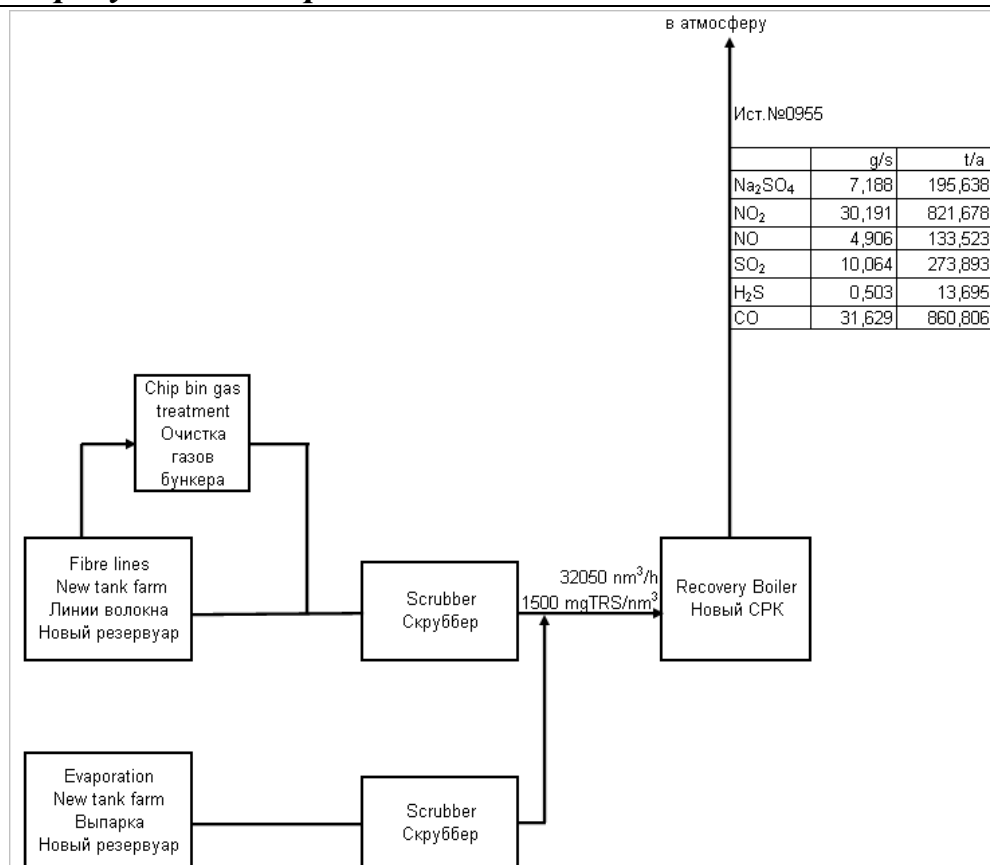 в атмосферу
Ист.№0955
g/s t/a
Na₂SO₄ 7,188 195,638
NO₂ 30,191 821,678
NO 4,906 133,523
SO₂ 10,064 273,893
H₂S 0,503 13,695
CO 31,629 860,806
Chip bin gas
treatment
Очистка
газов
бункера
Fibre lines
New tank farm
Линии волокна
Новый резервуар
Scrubber
Скруббер
32050 nm³/h
1500 mgTRS/nm³
Recovery Boiler
Новый СРК
Evaporation
New tank farm
Выпарка
Новый резервуар
Scrubber
Скруббер